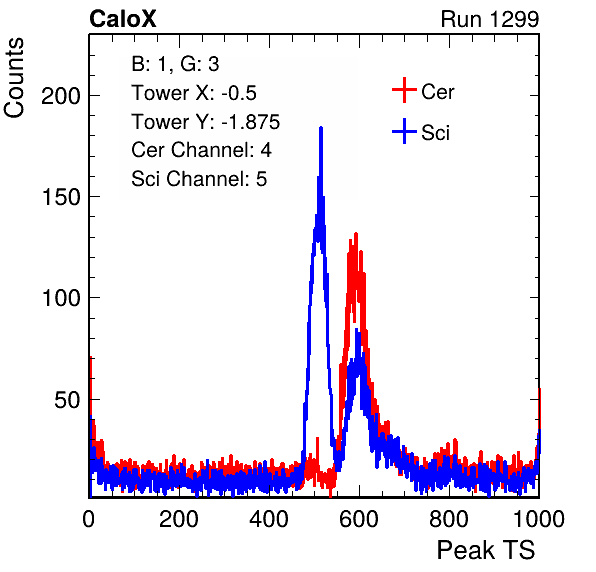 CaloX Run 1299
Counts
B: 1, G: 3
Tower X: -0.5
Tower Y: -1.875
Cer Channel: 4
Sci Channel: 5
Cer
Sci
200
150
100
50
0 200 400 600 800 1000
Peak TS